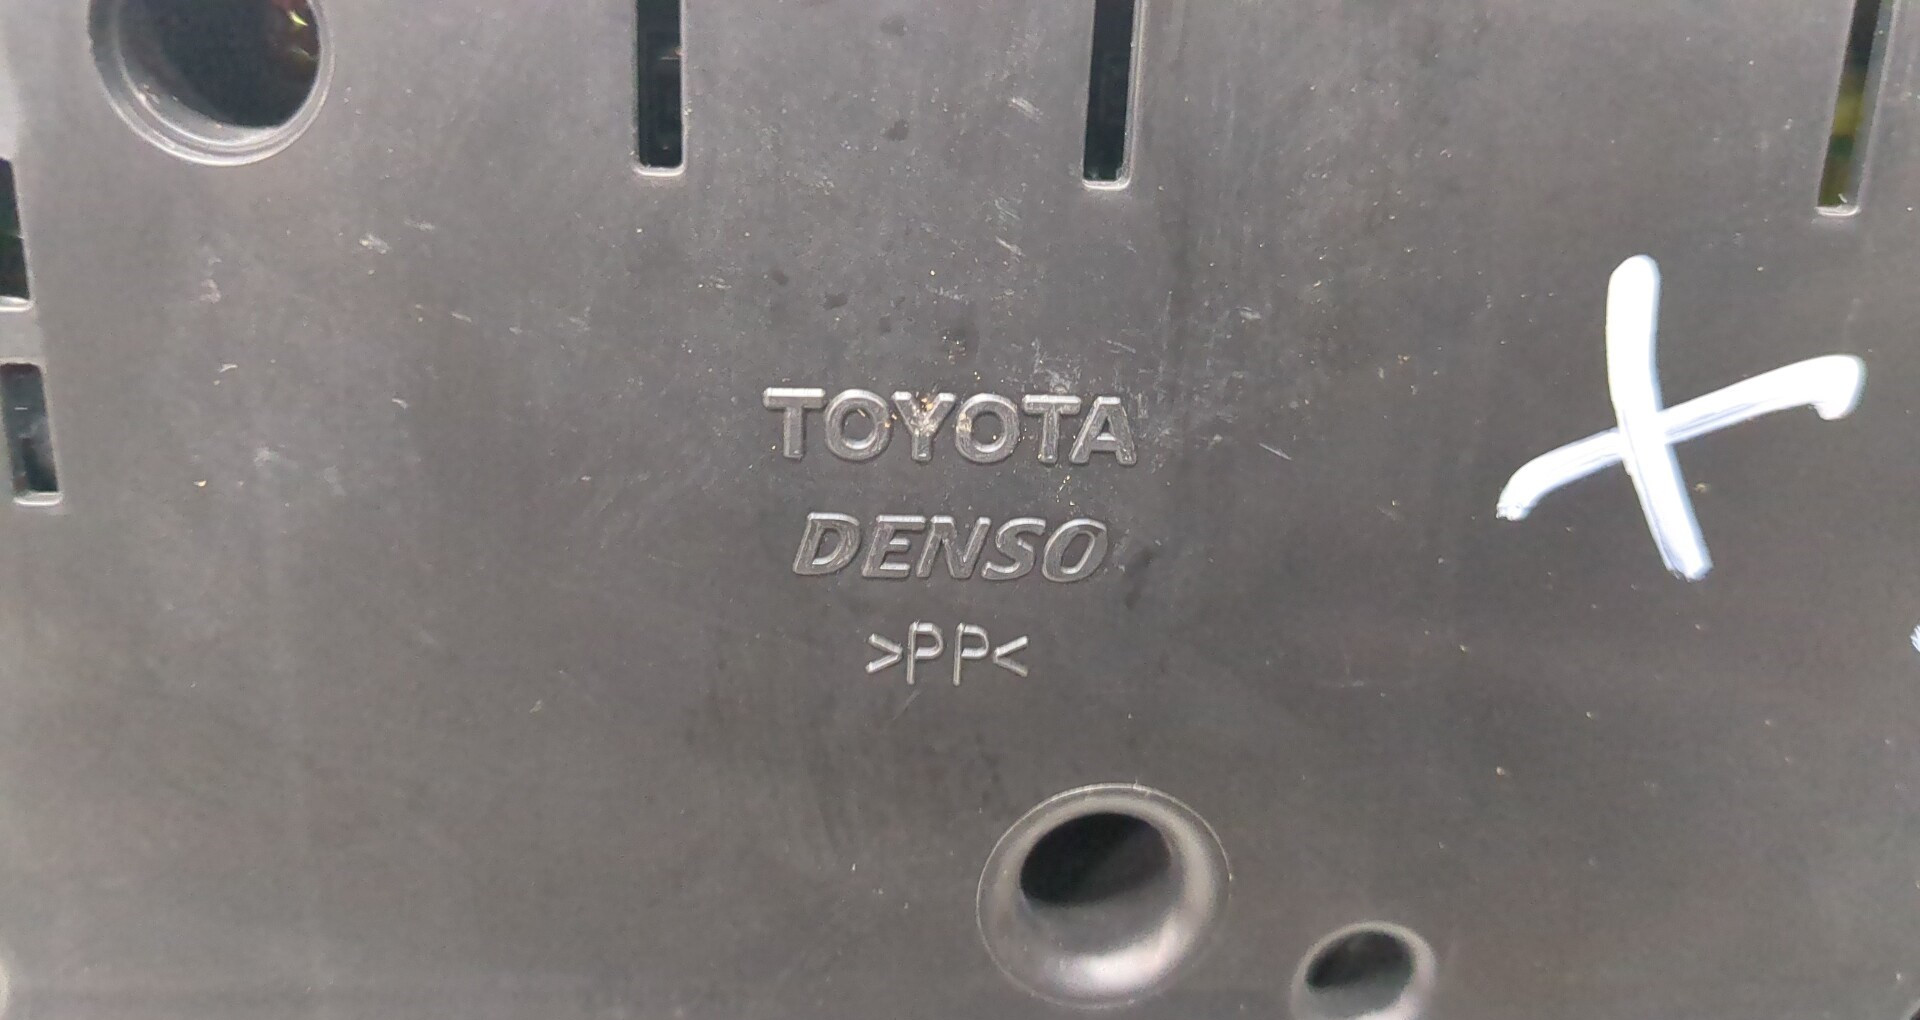 TOYOTA
DENSO
>PP<
X